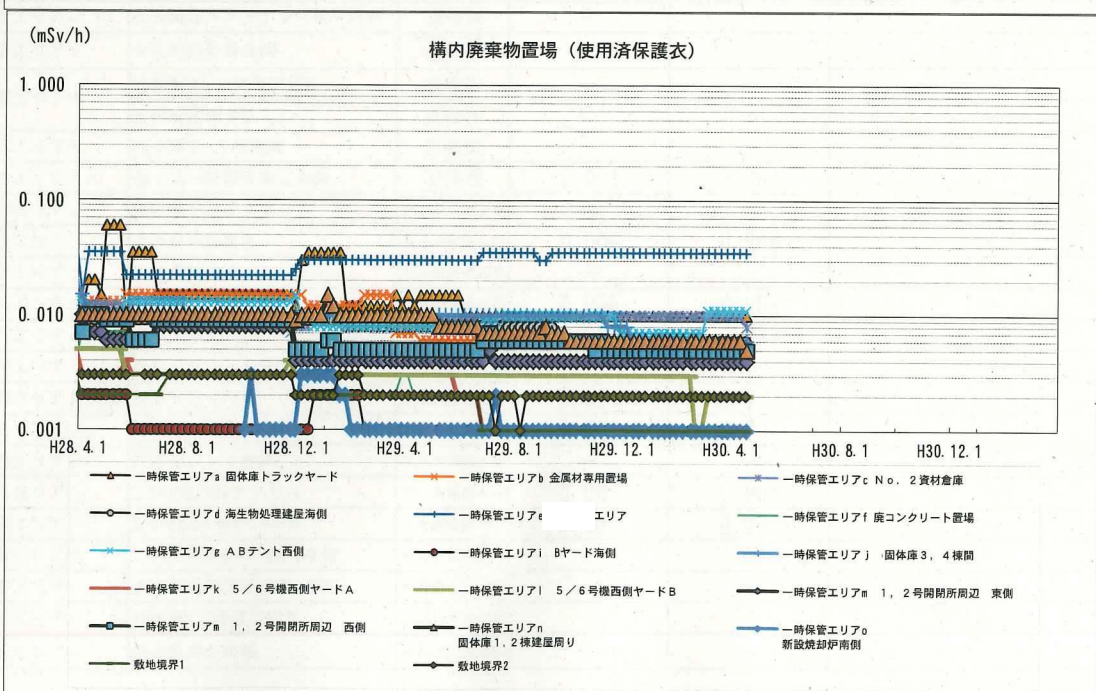 (mSv/h)
構内廃棄物置場（使用済保護衣）
1.000
0.100
0.010
0.001
H28.4.1 H28.8.1 H28.12.1 H29.4.1 H29.8.1 H29.12.1 H30.4.1 H30.8.1 H30.12.1
一時保管エリアa 固体庫トラックヤード
一時保管エリアb 金属材専用置場
一時保管エリアc No．2資材倉庫
一時保管エリアd 海生物処理建屋海側
一時保管エリアe エリア
一時保管エリアf 廃コンクリート置場
一時保管エリアg ABテント西側
一時保管エリアi Bヤード海側
一時保管エリアj 固体庫3，4棟間
一時保管エリアk 5／6号機西側ヤードA
一時保管エリアl 5／6号機西側ヤードB
一時保管エリアm 1，2号開閉所周辺 東側
一時保管エリアm 1，2号開閉所周辺 西側
一時保管エリアn
固体庫1,2棟建屋周り
一時保管エリアo
新設焼却炉南側
敷地境界1
敷地境界2